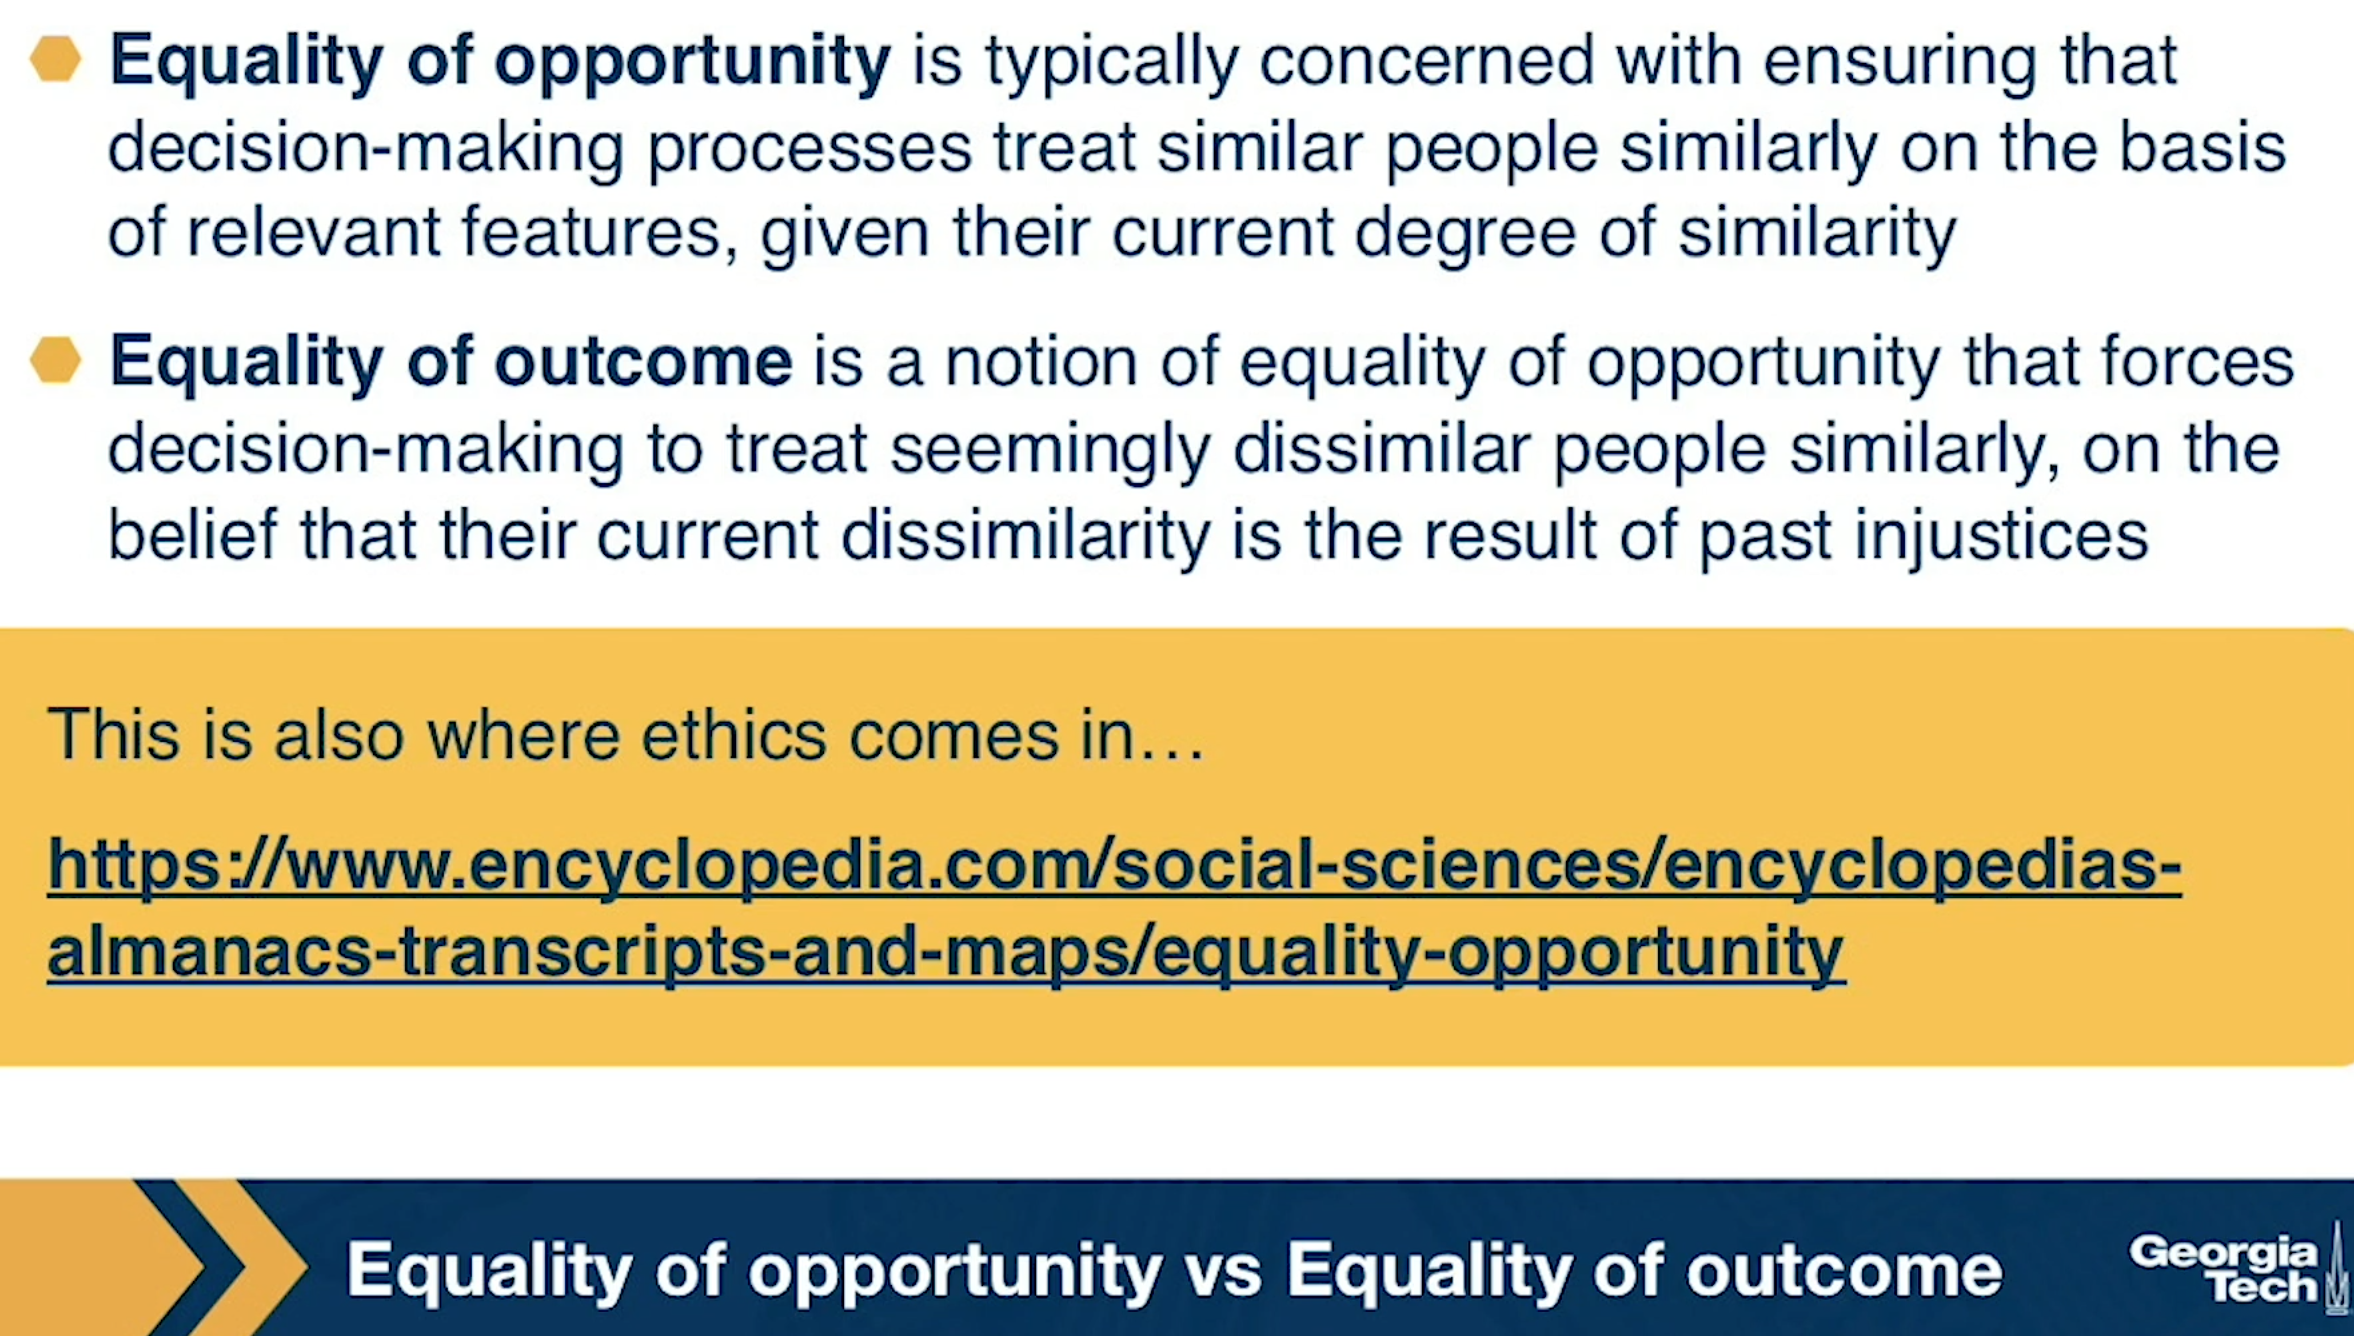 Equality of opportunity is typically concerned with ensuring that
decision-making processes treat similar people similarly on the basis
of relevant features, given their current degree of similarity
Equality of outcome is a notion of equality of opportunity that forces
decision-making to treat seemingly dissimilar people similarly, on the
belief that their current dissimilarity is the result of past injustices
This is also where ethics comes in…
https://www.encyclopedia.com/social-sciences/encyclopedias-
almanacs-transcripts-and-maps/equality-opportunity
Equality of opportunity vs Equality of outcome
Georgia
Tech